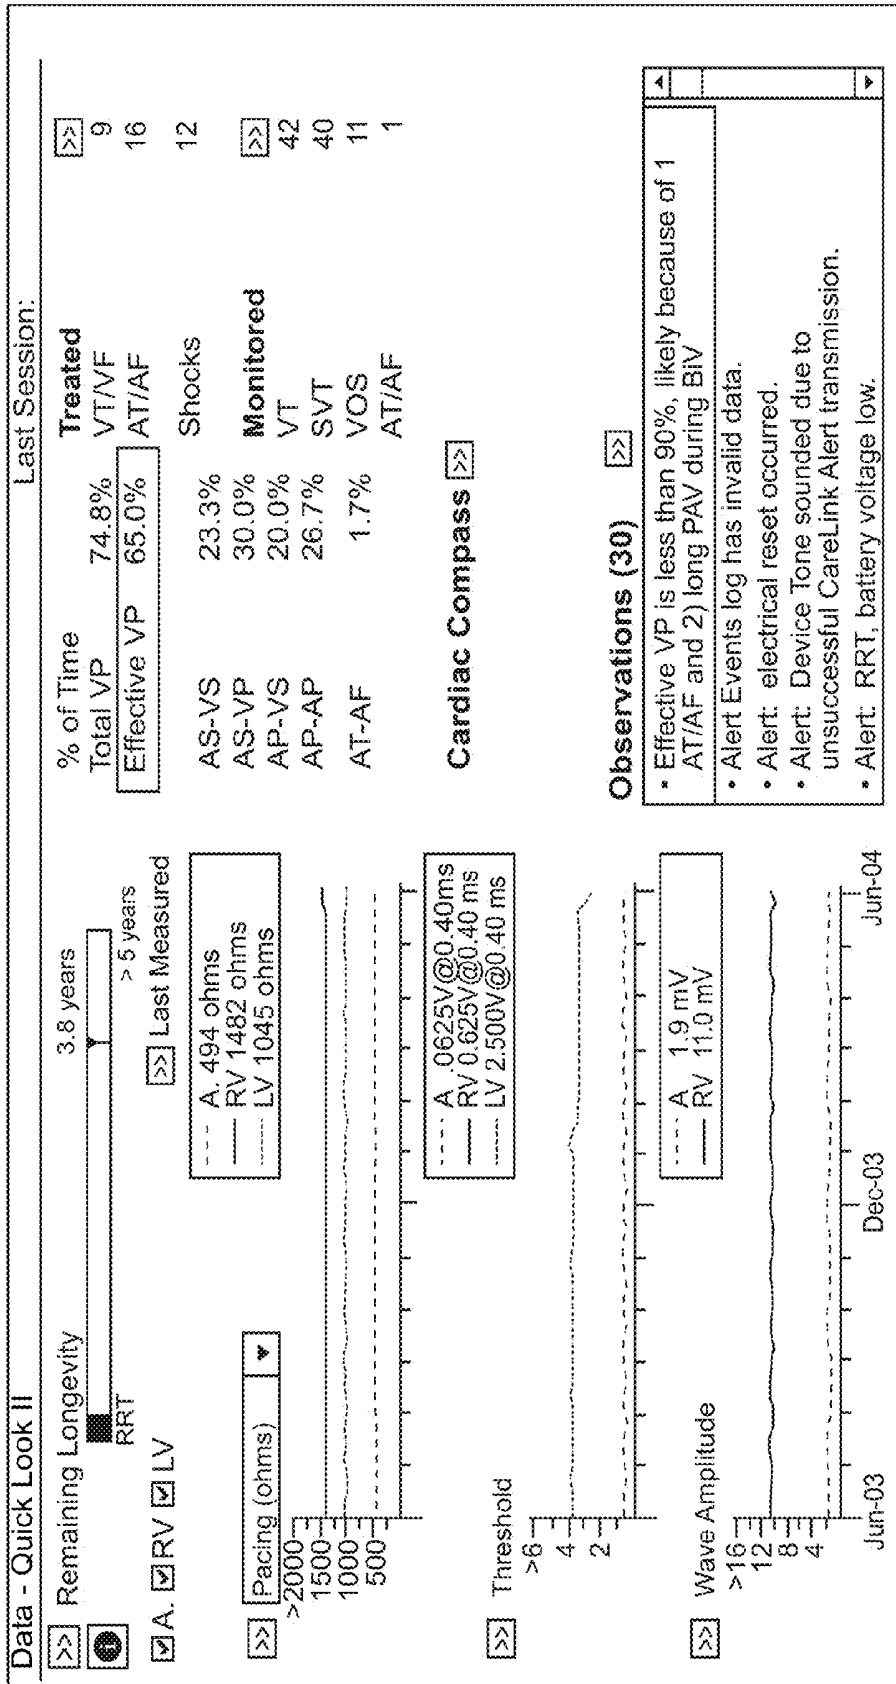 Data - Quick Look II
Last Session:
>> Remaining Longevity
3.8 years
RRT
> 5 years
A. RV LV
>> Last Measured
>> Pacing (ohms)
A. 494 ohms
RV 1482 ohms
LV 1045 ohms
>2000
1500
1000
500
>> Threshold
A .0625V@0.40ms
RV 0.625V@0.40 ms
LV 2.500V@0.40 ms
>6
4
2
>> Wave Amplitude
A 1.9 mV
RV 11.0 mV
>16
12
8
4
Jun-03 Dec-03 Jun-04
% of Time
Total VP 74.8%
Effective VP 65.0%
AS-VS 23.3%
AS-VP 30.0%
AP-VS 20.0%
AP-AP 26.7%
AT-AF 1.7%
Treated >>
VT/VF 9
AT/AF 16
Shocks 12
Monitored >>
VT 42
SVT 40
VOS 11
AT/AF 1
Cardiac Compass >>
Observations (30) >>
• Effective VP is less than 90%, likely because of 1
AT/AF and 2) long PAV during BiV
• Alert Events log has invalid data.
• Alert: electrical reset occurred.
• Alert: Device Tone sounded due to
unsuccessful CareLink Alert transmission.
• Alert: RRT, battery voltage low.